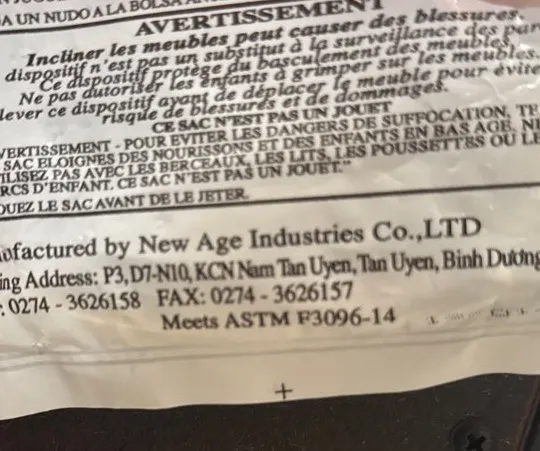 A UN NUDO A LA BOLSA
AVERTISSEMENT
Incliner les meubles peut causer des blessures.
dispositif n'est pas un substitut à la surveillance des par
Ce dispositif protège du basculement des meubles.
Ne pas autoriser les enfants à grimper sur les meubles.
lever ce dispositif avant de déplacer le meuble pour évite
risque de blessures et de dommages.
CE SAC N'EST PAS UN JOUET
VERTISSEMENT - POUR EVITER LES DANGERS DE SUFFOCATION, TE
SAC ELOIGNES DES NOURISSONS ET DES ENFANTS EN BAS AGE. NE
TILISEZ PAS AVEC LES BERCEAUX, LES LITS, LES POUSSETTES OU LE
RCS D'ENFANT. CE SAC N'EST PAS UN JOUET."
OUEZ LE SAC AVANT DE LE JETER.
nufactured by New Age Industries Co.,LTD
ing Address: P3, D7-N10, KCN Nam Tan Uyen, Tan Uyen, Binh Dương
: 0274 - 3626158 FAX: 0274 - 3626157
Meets ASTM F3096-14